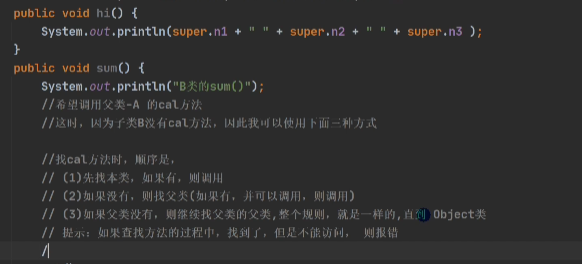 public void hi() {
System.out.println(super.n1 + " " + super.n2 + " " + super.n3 );
}
public void sum() {
System.out.println("B类的sum()");
//希望调用父类-A 的cal方法
//这时，因为子类B没有cal方法，因此我可以使用下面三种方式
//找cal方法时，顺序是，
// (1)先找本类，如果有，则调用
// (2)如果没有，则找父类(如果有，并可以调用，则调用)
// (3)如果父类没有，则继续找父类的父类,整个规则，就是一样的,直到 Object类
// 提示：如果查找方法的过程中，找到了，但是不能访问， 则报错
/